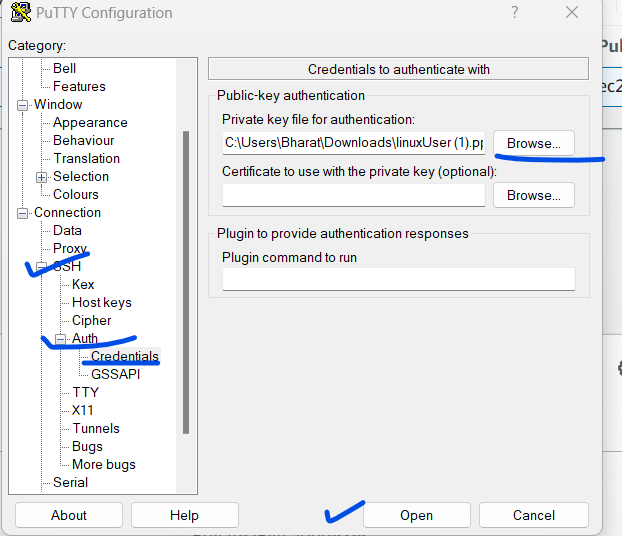 PuTTY Configuration
?
Category:
Bell
Features
Window
Appearance
Behaviour
Translation
Selection
Colours
Connection
Data
Proxy
SSH
Kex
Host keys
Cipher
Auth
Credentials
GSSAPI
TTY
X11
Tunnels
Bugs
More bugs
Serial
Credentials to authenticate with
Public-key authentication
Private key file for authentication:
C:\Users\Bharat\Downloads\linuxUser (1).pp
Browse...
Certificate to use with the private key (optional):
Browse...
Plugin to provide authentication responses
Plugin command to run
About
Help
Open
Cancel
Pul
ec2